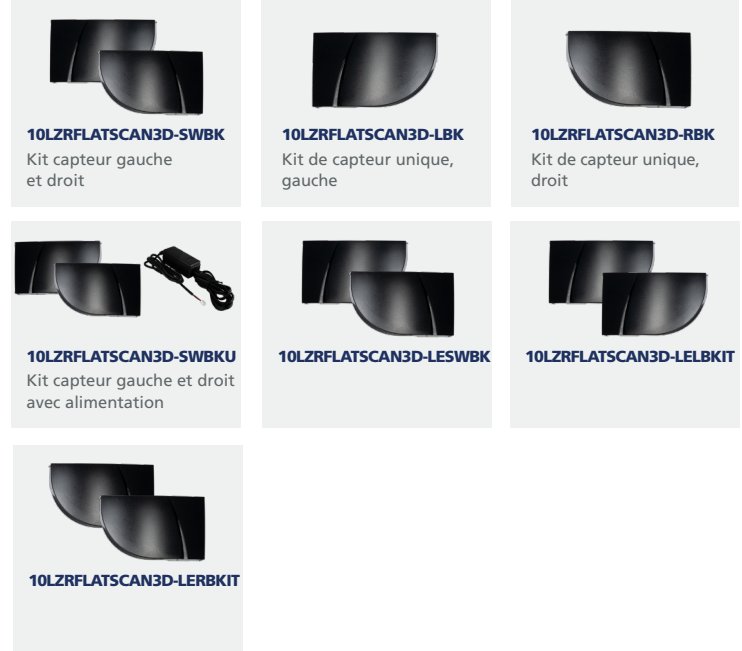 10LZRFLATSCAN3D-SWBK
Kit capteur gauche
et droit
10LZRFLATSCAN3D-LBK
Kit de capteur unique,
gauche
10LZRFLATSCAN3D-RBK
Kit de capteur unique,
droit
10LZRFLATSCAN3D-SWBKU
Kit capteur gauche et droit
avec alimentation
10LZRFLATSCAN3D-LESWBK
10LZRFLATSCAN3D-LELBKIT
10LZRFLATSCAN3D-LERBKIT